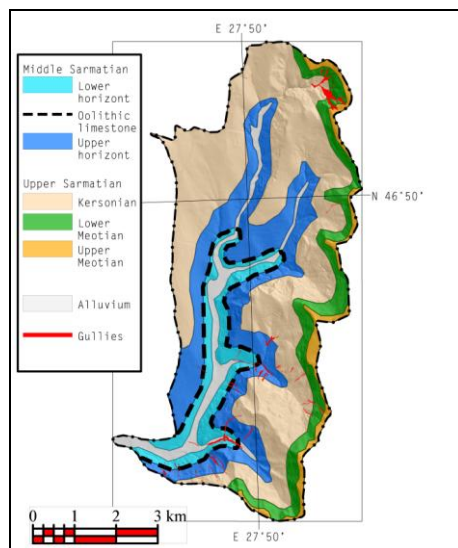 E 27°50'
Middle Sarmatian
Lower
horizont
Oolithic
limestone
Upper
horizont
Upper Sarmatian
Kersonian
Lower
Meotian
Upper
Meotian
Alluvium
Gullies
N 46°50'
0 1 2 3 km
E 27°50'